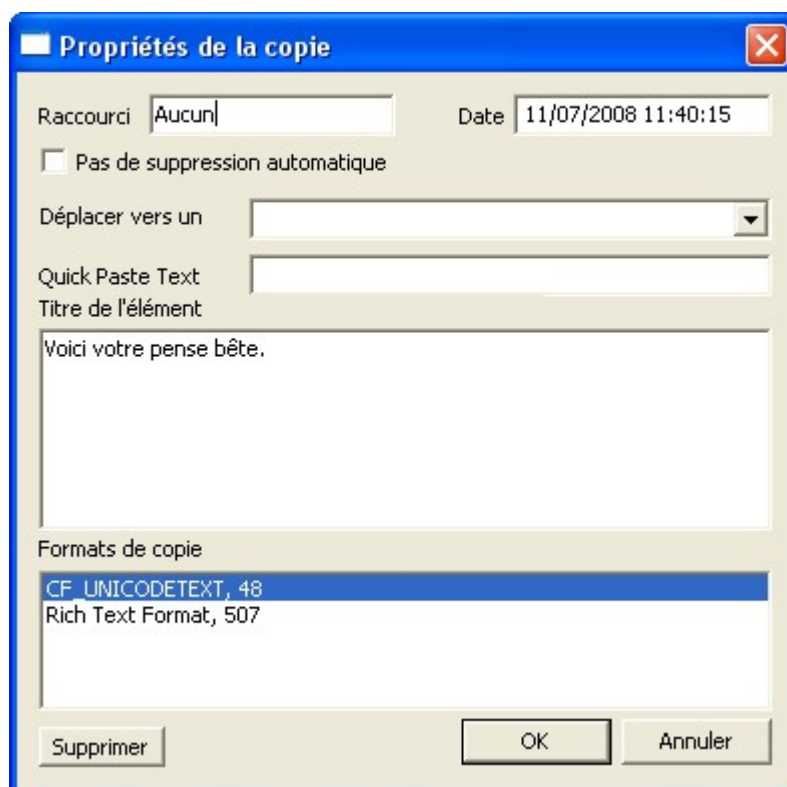 Propriétés de la copie
Raccourci Aucun Date 11/07/2008 11:40:15
Pas de suppression automatique
Déplacer vers un
Quick Paste Text
Titre de l'élément
Voici votre pense bête.
Formats de copie
CF_UNICODETEXT, 48
Rich Text Format, 507
Supprimer OK Annuler